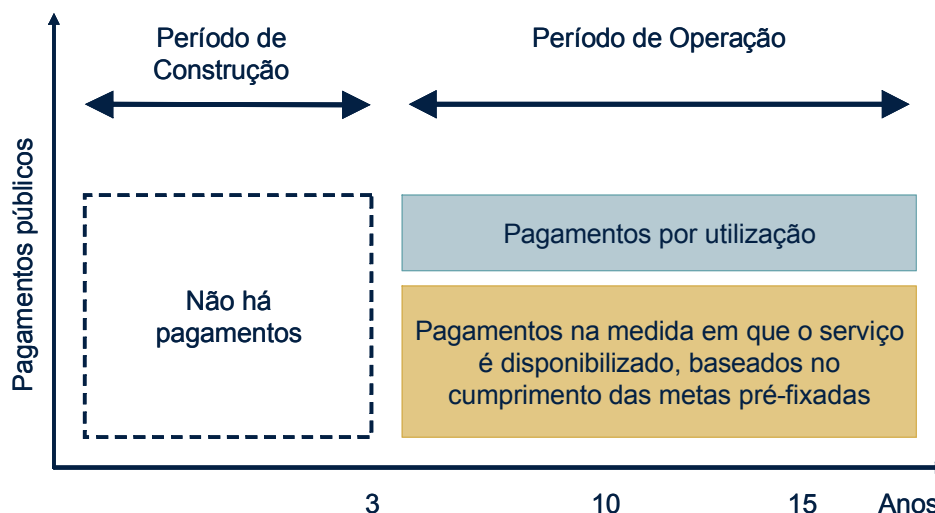 Período de
Construção
Período de Operação
Pagamentos públicos
Não há
pagamentos
Pagamentos por utilização
Pagamentos na medida em que o serviço
é disponibilizado, baseados no
cumprimento das metas pré-fixadas
3
10
15
Anos